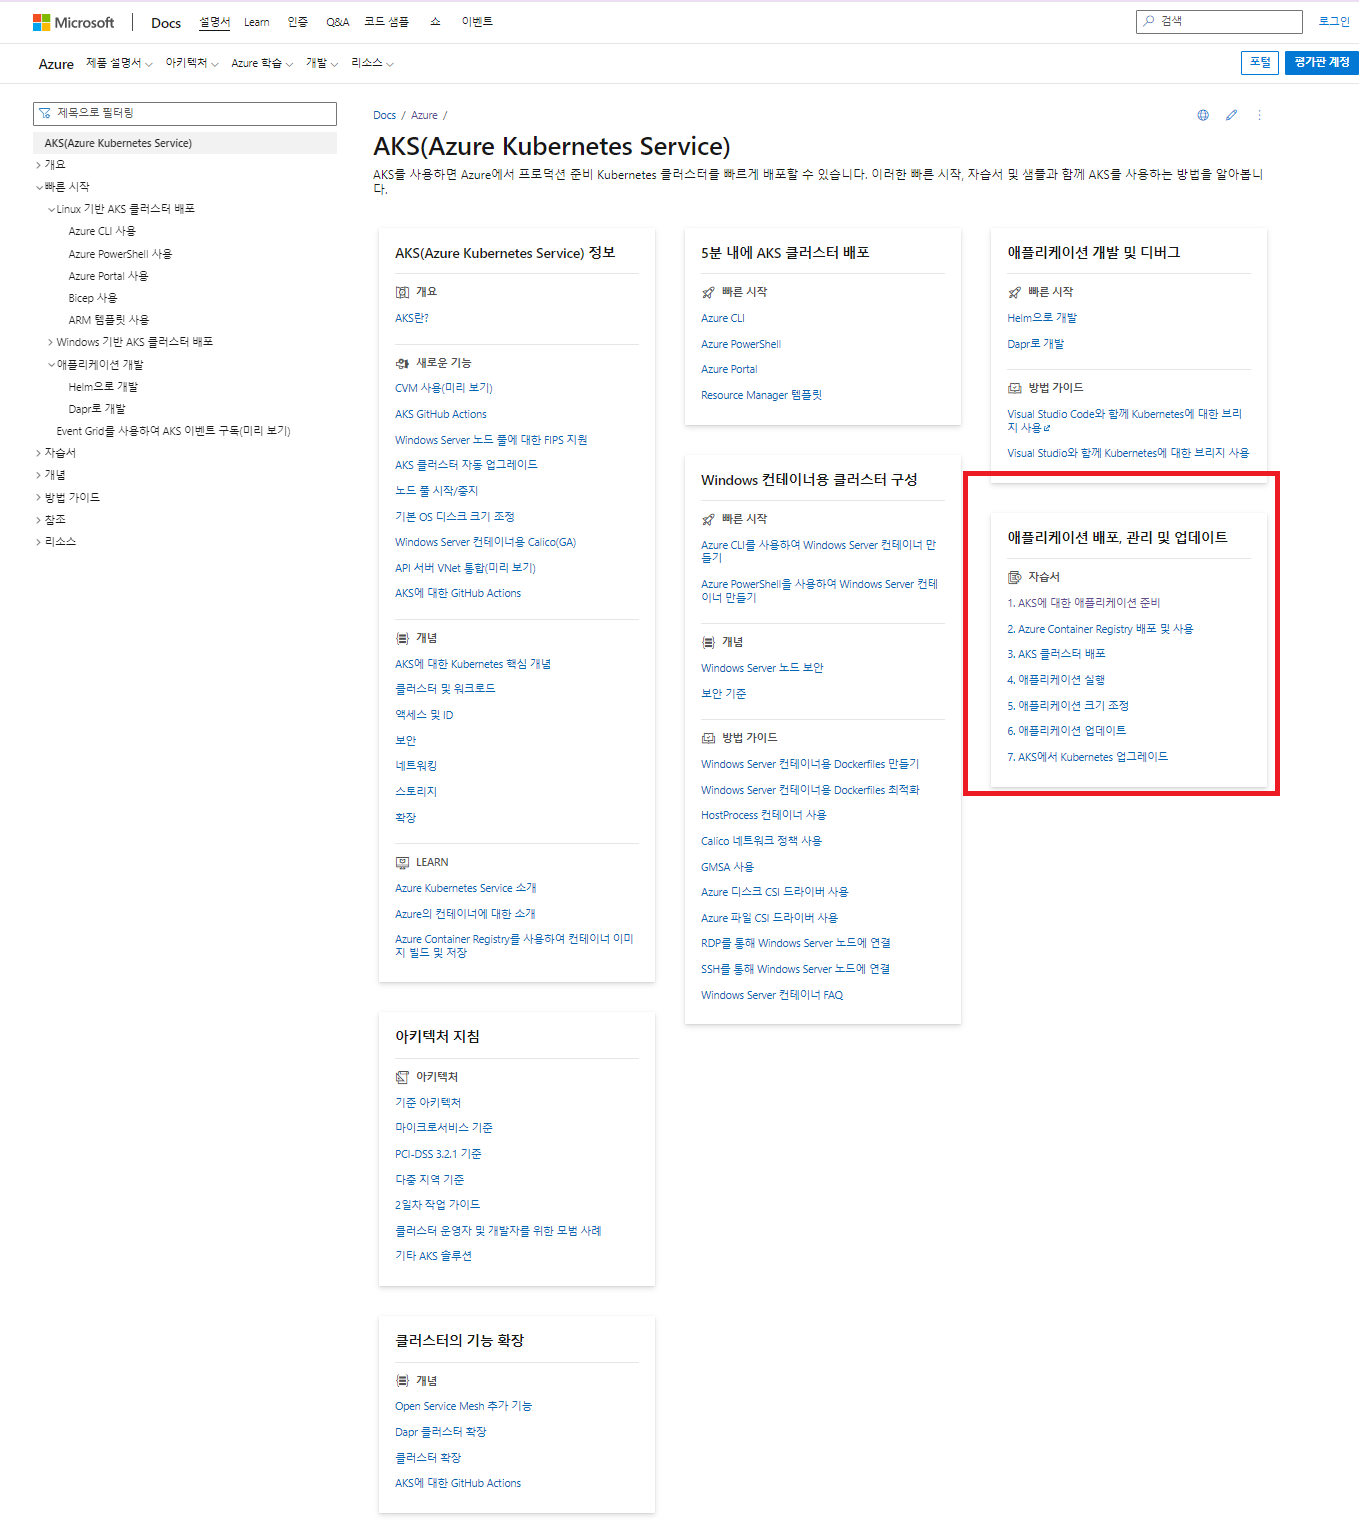 Microsoft
Docs 설명서 Learn 인증 Q&A 코드 샘플 쇼 이벤트
검색
로그인
Azure 제품 설명서 아키텍처 Azure 학습 개발 리소스
포털
평가판 계정
제목으로 필터링
AKS(Azure Kubernetes Service)
개요
빠른 시작
Linux 기반 AKS 클러스터 배포
Azure CLI 사용
Azure PowerShell 사용
Azure Portal 사용
Bicep 사용
ARM 템플릿 사용
Windows 기반 AKS 클러스터 배포
애플리케이션 개발
Helm으로 개발
Dapr로 개발
Event Grid를 사용하여 AKS 이벤트 구독(미리 보기)
자습서
개념
방법 가이드
참조
리소스
Docs / Azure /
AKS(Azure Kubernetes Service)
AKS를 사용하면 Azure에서 프로덕션 준비 Kubernetes 클러스터를 빠르게 배포할 수 있습니다. 이러한 빠른 시작, 자습서 및 샘플과 함께 AKS를 사용하는 방법을 알아봅니
다.
AKS(Azure Kubernetes Service) 정보
개요
AKS란?
새로운 기능
CVM 사용(미리 보기)
AKS GitHub Actions
Windows Server 노드 풀에 대한 FIPS 지원
AKS 클러스터 자동 업그레이드
노드 풀 시작/중지
기본 OS 디스크 크기 조정
Windows Server 컨테이너용 Calico(GA)
API 서버 VNet 통합(미리 보기)
AKS에 대한 GitHub Actions
개념
AKS에 대한 Kubernetes 핵심 개념
클러스터 및 워크로드
액세스 및 ID
보안
네트워킹
스토리지
확장
LEARN
Azure Kubernetes Service 소개
Azure의 컨테이너에 대한 소개
Azure Container Registry를 사용하여 컨테이너 이미
지 빌드 및 저장
아키텍처 지침
아키텍처
기준 아키텍처
마이크로서비스 기준
PCI-DSS 3.2.1 기준
다중 지역 기준
2일차 작업 가이드
클러스터 운영자 및 개발자를 위한 모범 사례
기타 AKS 솔루션
클러스터의 기능 확장
개념
Open Service Mesh 추가 기능
Dapr 클러스터 확장
클러스터 확장
AKS에 대한 GitHub Actions
5분 내에 AKS 클러스터 배포
빠른 시작
Azure CLI
Azure PowerShell
Azure Portal
Resource Manager 템플릿
Windows 컨테이너용 클러스터 구성
빠른 시작
Azure CLI를 사용하여 Windows Server 컨테이너 만
들기
Azure PowerShell을 사용하여 Windows Server 컨테
이너 만들기
개념
Windows Server 노드 보안
보안 기준
방법 가이드
Windows Server 컨테이너용 Dockerfiles 만들기
Windows Server 컨테이너용 Dockerfiles 최적화
HostProcess 컨테이너 사용
Calico 네트워크 정책 사용
GMSA 사용
Azure 디스크 CSI 드라이버 사용
Azure 파일 CSI 드라이버 사용
RDP를 통해 Windows Server 노드에 연결
SSH를 통해 Windows Server 노드에 연결
Windows Server 컨테이너 FAQ
애플리케이션 개발 및 디버그
빠른 시작
Helm으로 개발
Dapr로 개발
방법 가이드
Visual Studio Code와 함께 Kubernetes에 대한 브리
지 사용
Visual Studio와 함께 Kubernetes에 대한 브리지 사용
애플리케이션 배포, 관리 및 업데이트
자습서
1. AKS에 대한 애플리케이션 준비
2. Azure Container Registry 배포 및 사용
3. AKS 클러스터 배포
4. 애플리케이션 실행
5. 애플리케이션 크기 조정
6. 애플리케이션 업데이트
7. AKS에서 Kubernetes 업그레이드